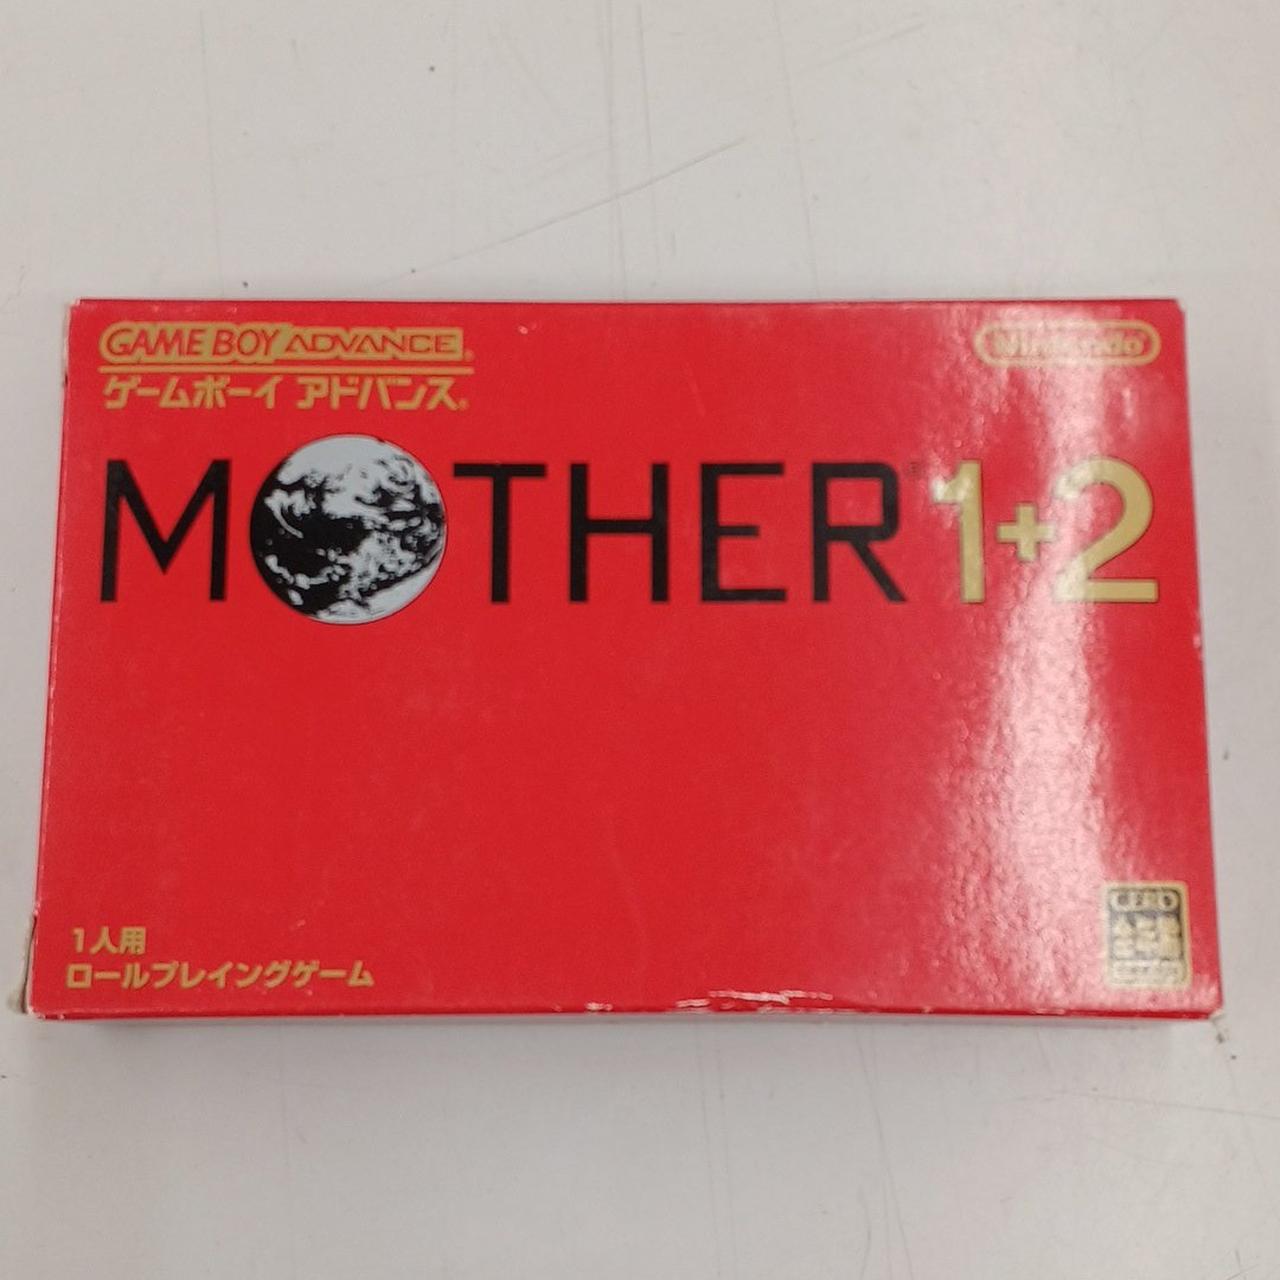 GAME BOY ADVANCE
Nintendo
ゲームボーイ アドバンス
MOTHER 1+2
1人用
ロールプレイングゲーム
CERO